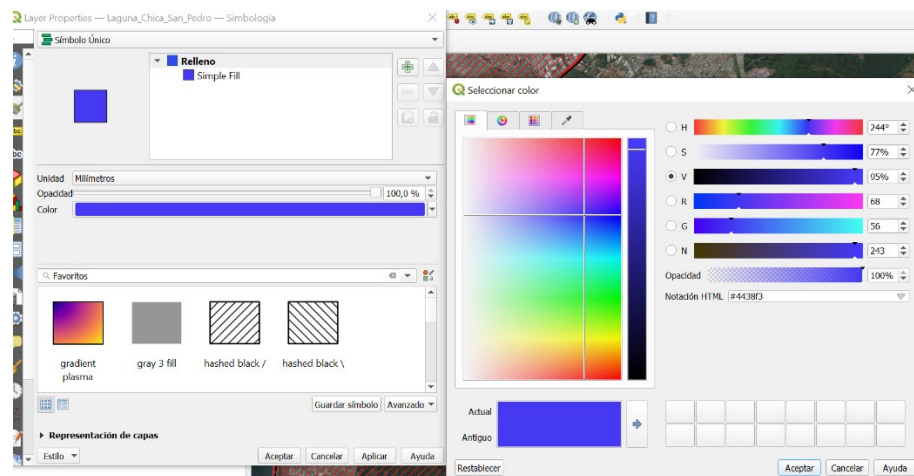 Layer Properties — Laguna_Chica_San_Pedro — Simbología
Símbolo Único
Relleno
Simple Fill
Unidad Milímetros
Opacidad 100,0 %
Color
Favoritos
gradient plasma
gray 3 fill
hashed black /
hashed black \
Guardar símbolo Avanzado
Representación de capas
Estilo Aceptar Cancelar Aplicar Ayuda
Seleccionar color
H 244°
S 77%
V 95%
R 68
G 56
N 243
Opacidad 100%
Notación HTML #4438f3
Actual
Antiguo
Restablecer Aceptar Cancelar Ayuda